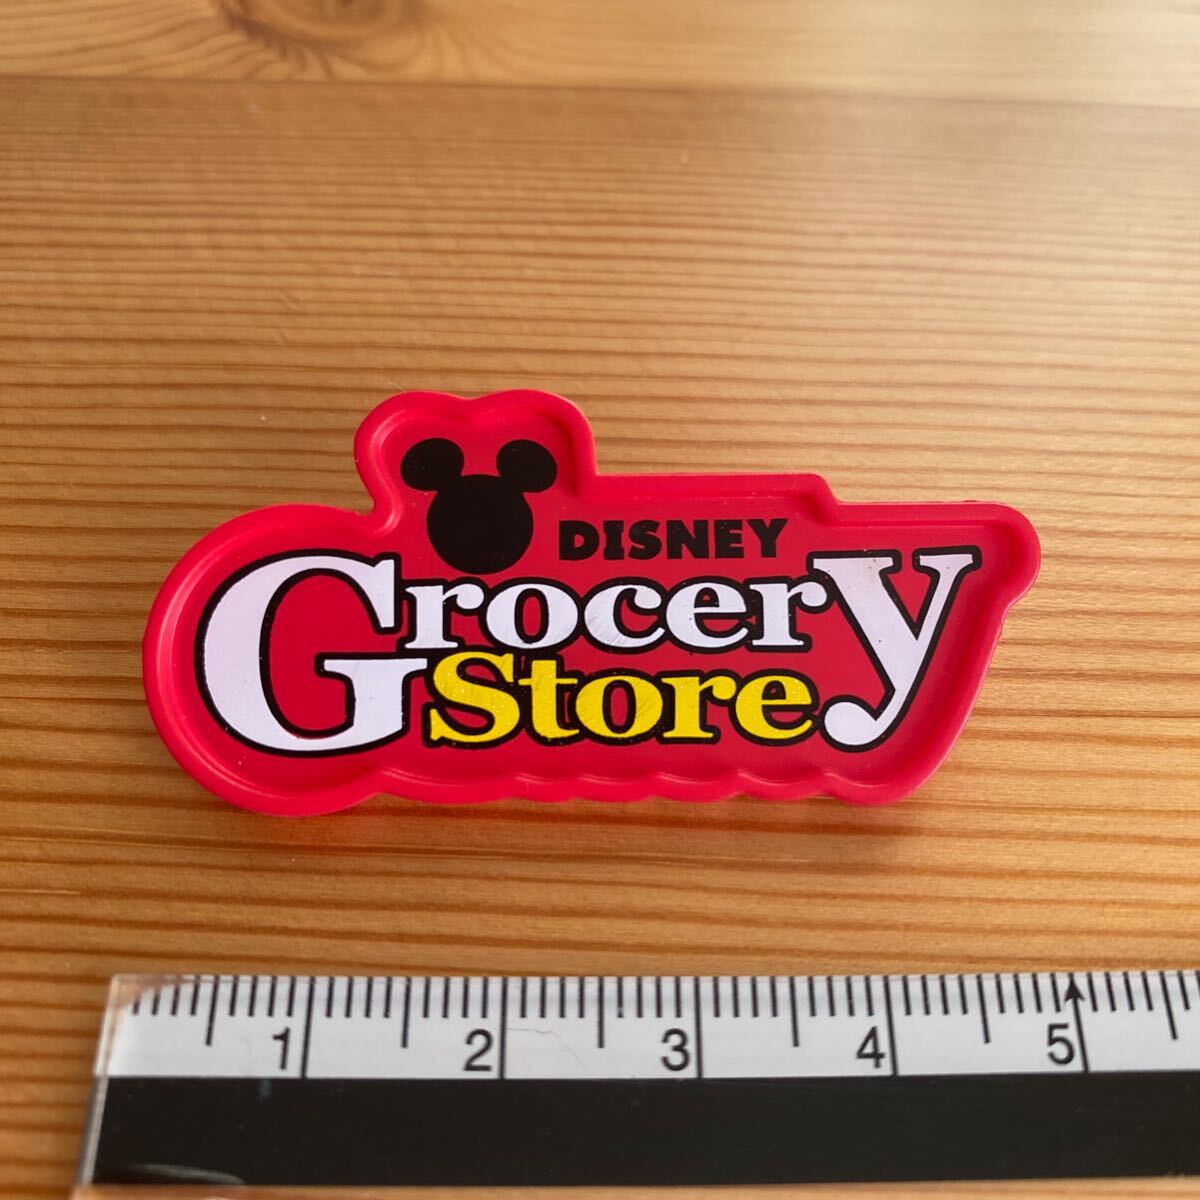 DISNEY
Grocery
Store
1 2 3 4 5